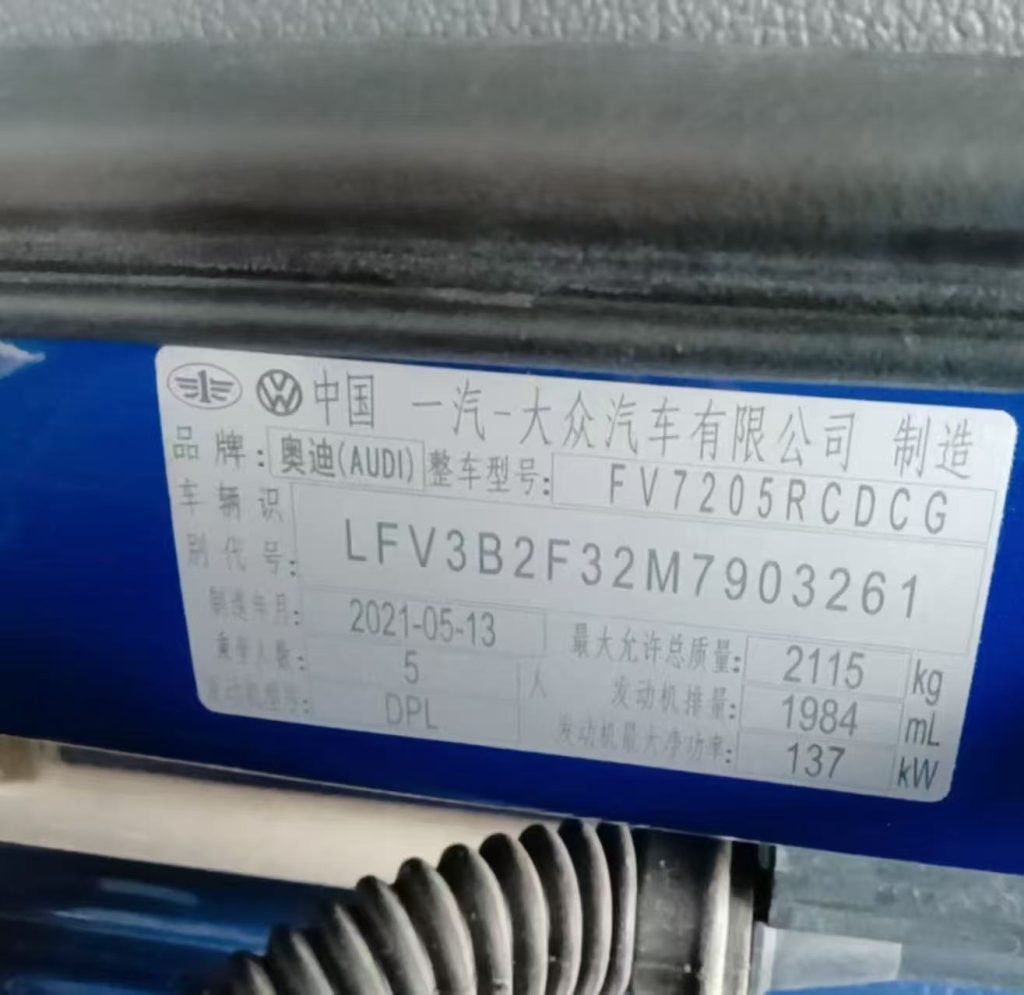 中国 一汽-大众汽车有限公司 制造
品牌: 奥迪(AUDI) 整车型号: FV7205RCDCG
车辆识别代号: LFV3B2F32M7903261
制造年月: 2021-05-13 最大允许总质量: 2115 kg
乘坐人数: 5 人 发动机排量: 1984 mL
发动机型号: DPL 发动机最大净功率: 137 kW